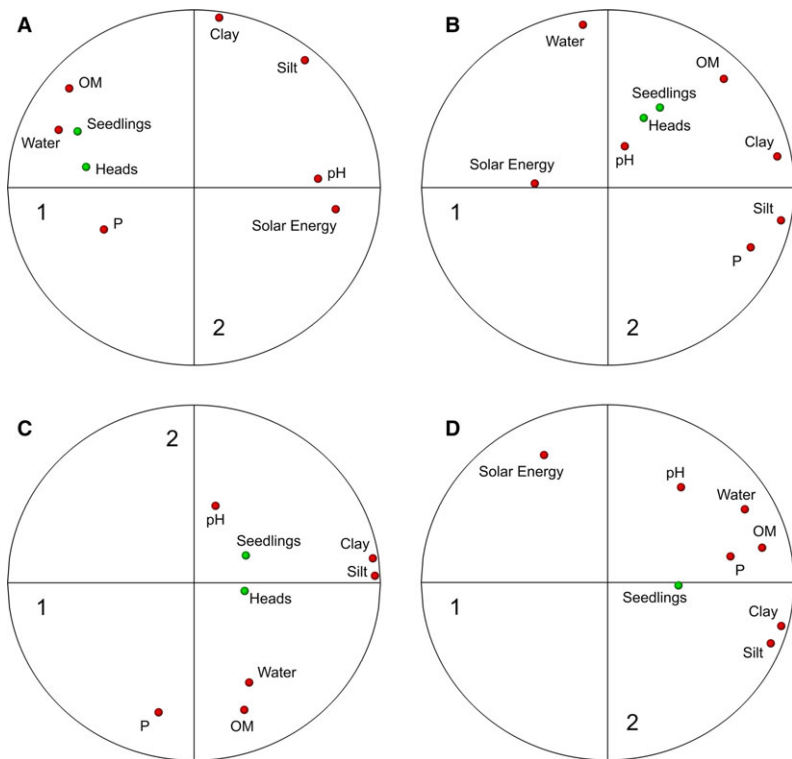 A
Clay
Silt
OM
Seedlings
Water
Heads
pH
1
P
Solar Energy
2
B
Water
OM
Seedlings
Heads
pH
Clay
Solar Energy
1
Silt
P
2
C
2
pH
Seedlings
Clay
Silt
1
Heads
Water
P
OM
D
Solar Energy
pH
Water
OM
P
Seedlings
1
Clay
Silt
2